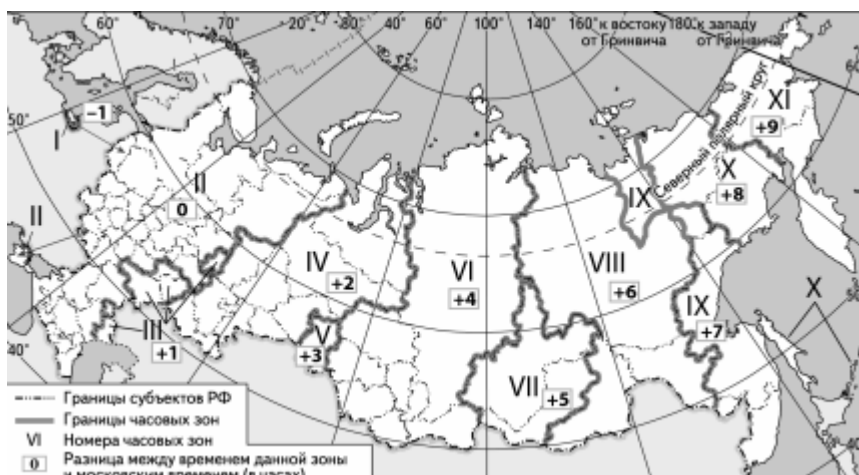 60° 70° 50° 40° 60° 100° 140° 160° к востоку 180° к западу
от Гринвича от Гринвича
60
50°
-1
I
Северный полярный круг
XI
+9
II
0
IX
X
+8
II
IV
+2
VI
+4
VIII
+6
X
III
+1
V
+3
IX
+7
40°
VII
+5
Границы субъектов РФ
Границы часовых зон
VI Номера часовых зон
0 Разница между временем данной зоны
и московским временем (в часах)